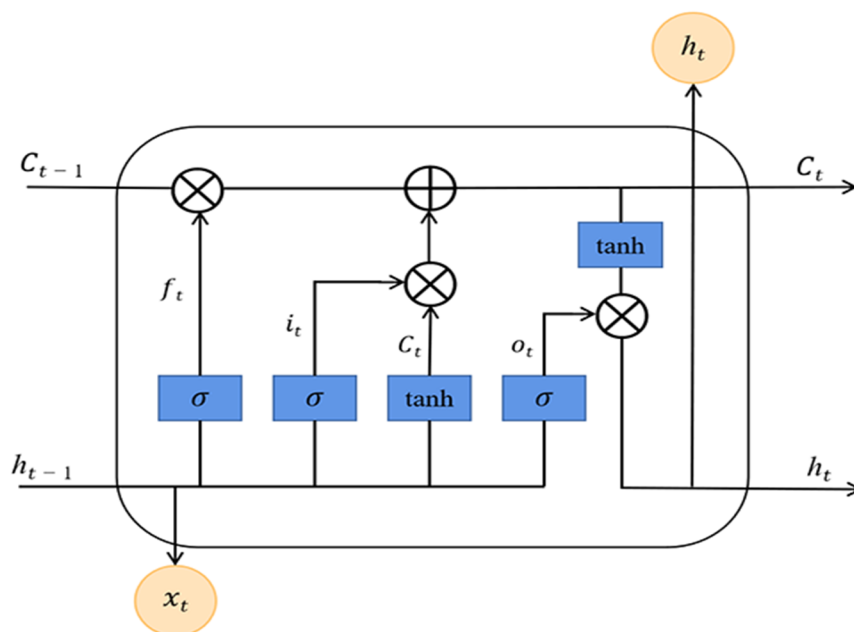 h_t
C_{t-1}
C_t
tanh
f_t
i_t
C_t
o_t
σ
σ
tanh
σ
h_{t-1}
h_t
x_t